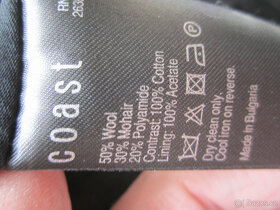 coast
50% Wool
30% Mohair
20% Polyamide
Contrast: 100% Cotton
Lining: 100% Acetate
Dry clean only.
Cool iron on reverse.
Made in Bulgaria
RN